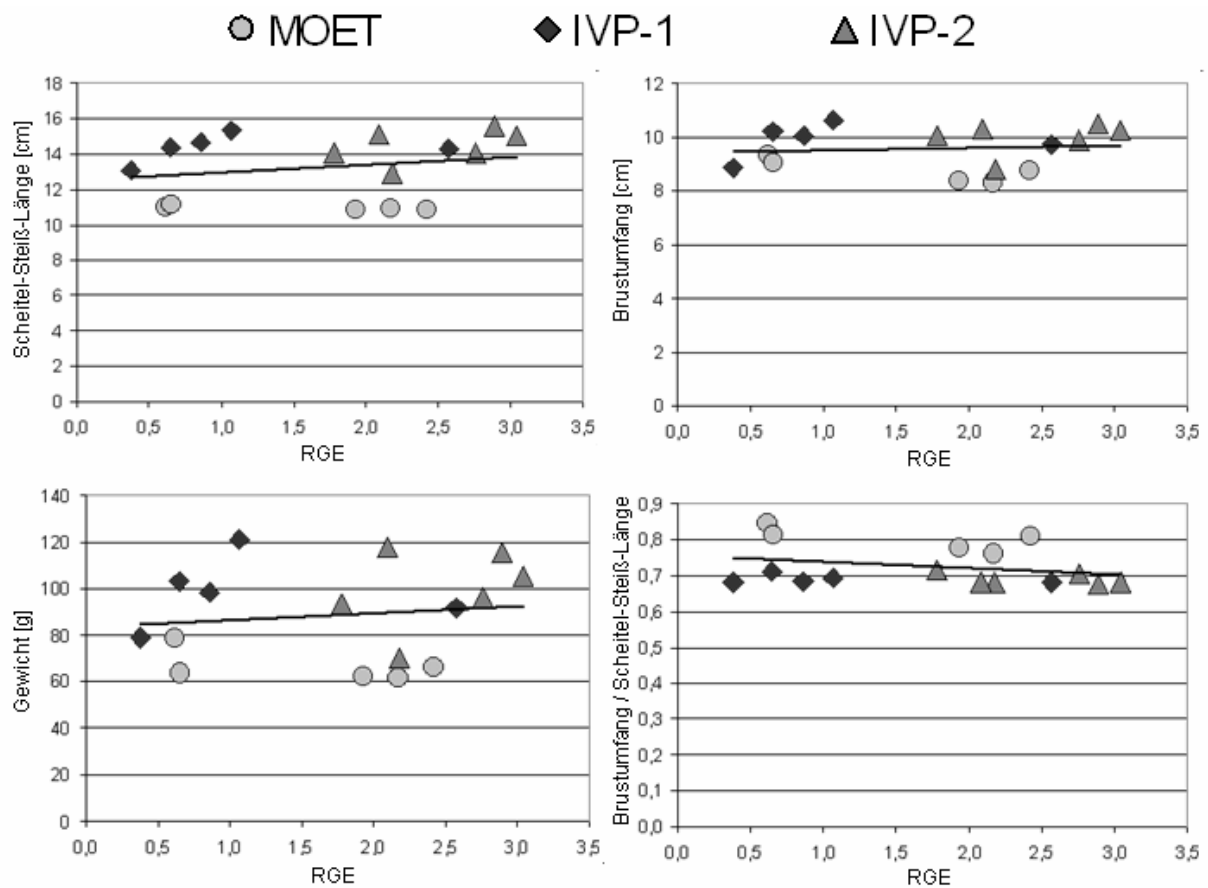 MOET IVP-1 IVP-2
Scheitel-Steiß-Länge [cm]
18
16
14
12
10
8
6
4
2
0
0,0 0,5 1,0 1,5 2,0 2,5 3,0 3,5
RGE
Brustumfang [cm]
12
10
8
6
4
2
0
0,0 0,5 1,0 1,5 2,0 2,5 3,0 3,5
RGE
Gewicht [g]
140
120
100
80
60
40
20
0
0,0 0,5 1,0 1,5 2,0 2,5 3,0 3,5
RGE
Brustumfang / Scheitel-Steiß-Länge
0,9
0,8
0,7
0,6
0,5
0,4
0,3
0,2
0,1
0,0
0,0 0,5 1,0 1,5 2,0 2,5 3,0 3,5
RGE